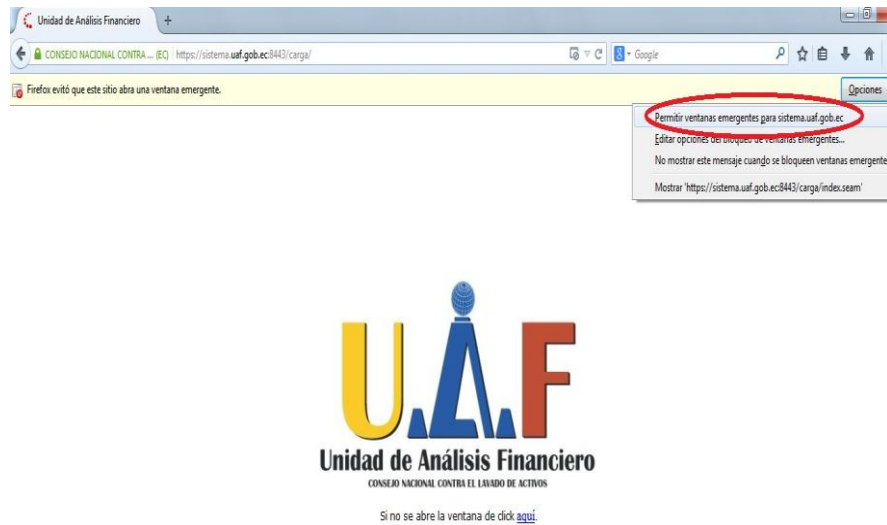 Unidad de Análisis Financiero
CONSEJO NACIONAL CONTRA ... (EC) https://sistema.uaf.gob.ec:8443/carga/
Google
Firefox evitó que este sitio abra una ventana emergente.
Opciones
Permitir ventanas emergentes para sistema.uaf.gob.ec
Editar opciones del bloqueo de ventanas emergentes...
No mostrar este mensaje cuando se bloqueen ventanas emergente
Mostrar 'https://sistema.uaf.gob.ec:8443/carga/index.seam'
U.A.F
Unidad de Análisis Financiero
CONSEJO NACIONAL CONTRA EL LAVADO DE ACTIVOS
Si no se abre la ventana de click aquí.